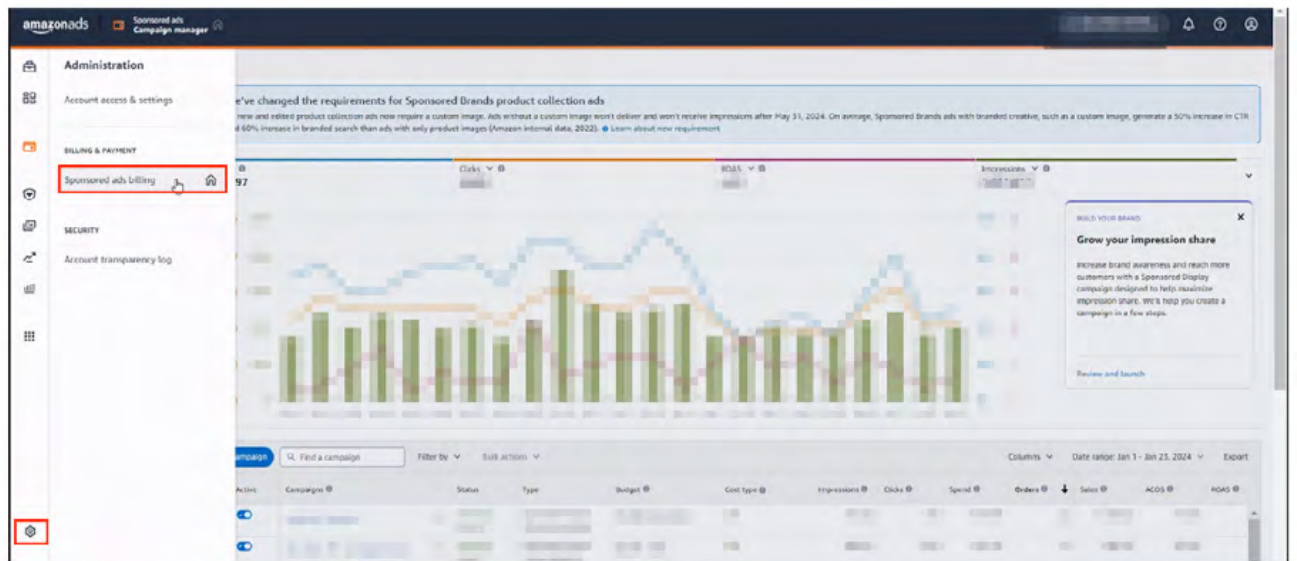 amazonads
Sponsored ads
Campaign manager
Administration
Account access & settings
BILLING & PAYMENT
Sponsored ads billing
SECURITY
Account transparency log
e've changed the requirements for Sponsored Brands product collection ads
new and edited product collection ads now require a custom image. Ads without a custom image won't deliver and won't receive impressions after May 31, 2024. On average, Sponsored Brands ads with branded creative, such as a custom image, generate a 50% increase in CTR
d 60% increase in branded search than ads with only product images (Amazon internal data, 2022). Learn about new requirement
97
Clicks
ROAS
Impressions
BUILD YOUR BRAND
X
Grow your impression share
Increase brand awareness and reach more
customers with a Sponsored Display
campaign designed to help maximize
impression share. We'll help you create a
campaign in a few steps.
Review and launch
ampaign
Find a campaign
Filter by
Bulk actions
Columns
Date range: Jan 1 - Jan 23, 2024
Export
Active
Campaigns
Status
Type
Budget
Cost type
Impressions
Clicks
Spend
Orders
Sales
ACOS
ROAS